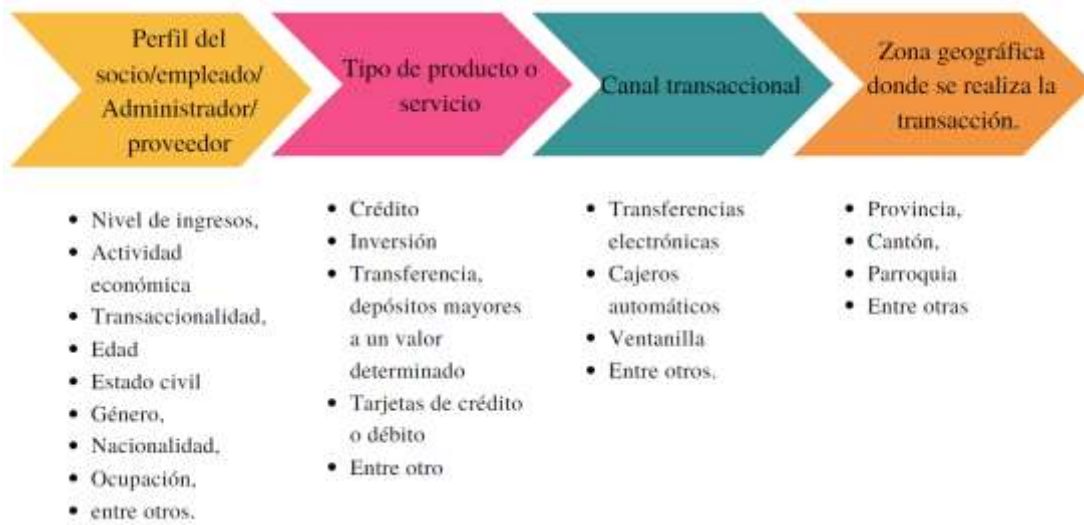 Perfil del
socio/empleado/
Administrador/
proveedor
Tipo de producto o
servicio
Canal transaccional
Zona geográfica
donde se realiza la
transacción.
• Nivel de ingresos,
• Actividad
económica
• Transaccionalidad,
• Edad
• Estado civil
• Género,
• Nacionalidad,
• Ocupación,
• entre otros.
• Crédito
• Inversión
• Transferencia,
depósitos mayores
a un valor
determinado
• Tarjetas de crédito
o débito
• Entre otro
• Transferencias
electrónicas
• Cajeros
automáticos
• Ventanilla
• Entre otros.
• Provincia,
• Cantón,
• Parroquia
• Entre otras